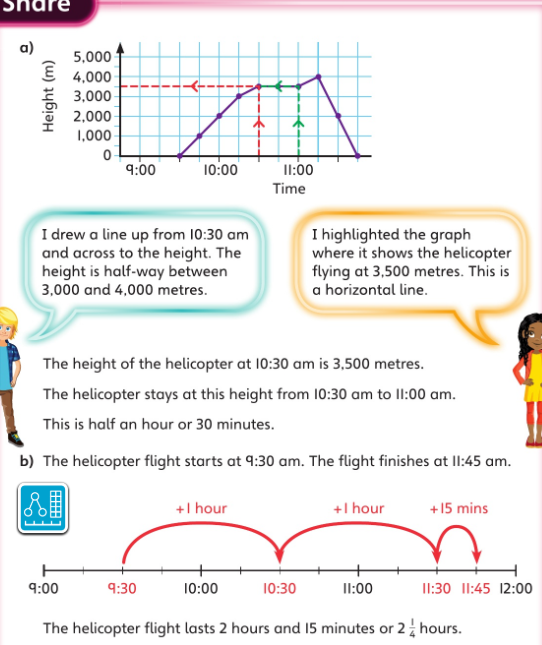 Share
a)
Height (m)
5,000
4,000
3,000
2,000
1,000
0
9:00 10:00 11:00
Time
I drew a line up from 10:30 am
and across to the height. The
height is half-way between
3,000 and 4,000 metres.
I highlighted the graph
where it shows the helicopter
flying at 3,500 metres. This is
a horizontal line.
The height of the helicopter at 10:30 am is 3,500 metres.
The helicopter stays at this height from 10:30 am to 11:00 am.
This is half an hour or 30 minutes.
b) The helicopter flight starts at 9:30 am. The flight finishes at 11:45 am.
+1 hour +1 hour +15 mins
9:00 9:30 10:00 10:30 11:00 11:30 11:45 12:00
The helicopter flight lasts 2 hours and 15 minutes or 2 1/4 hours.